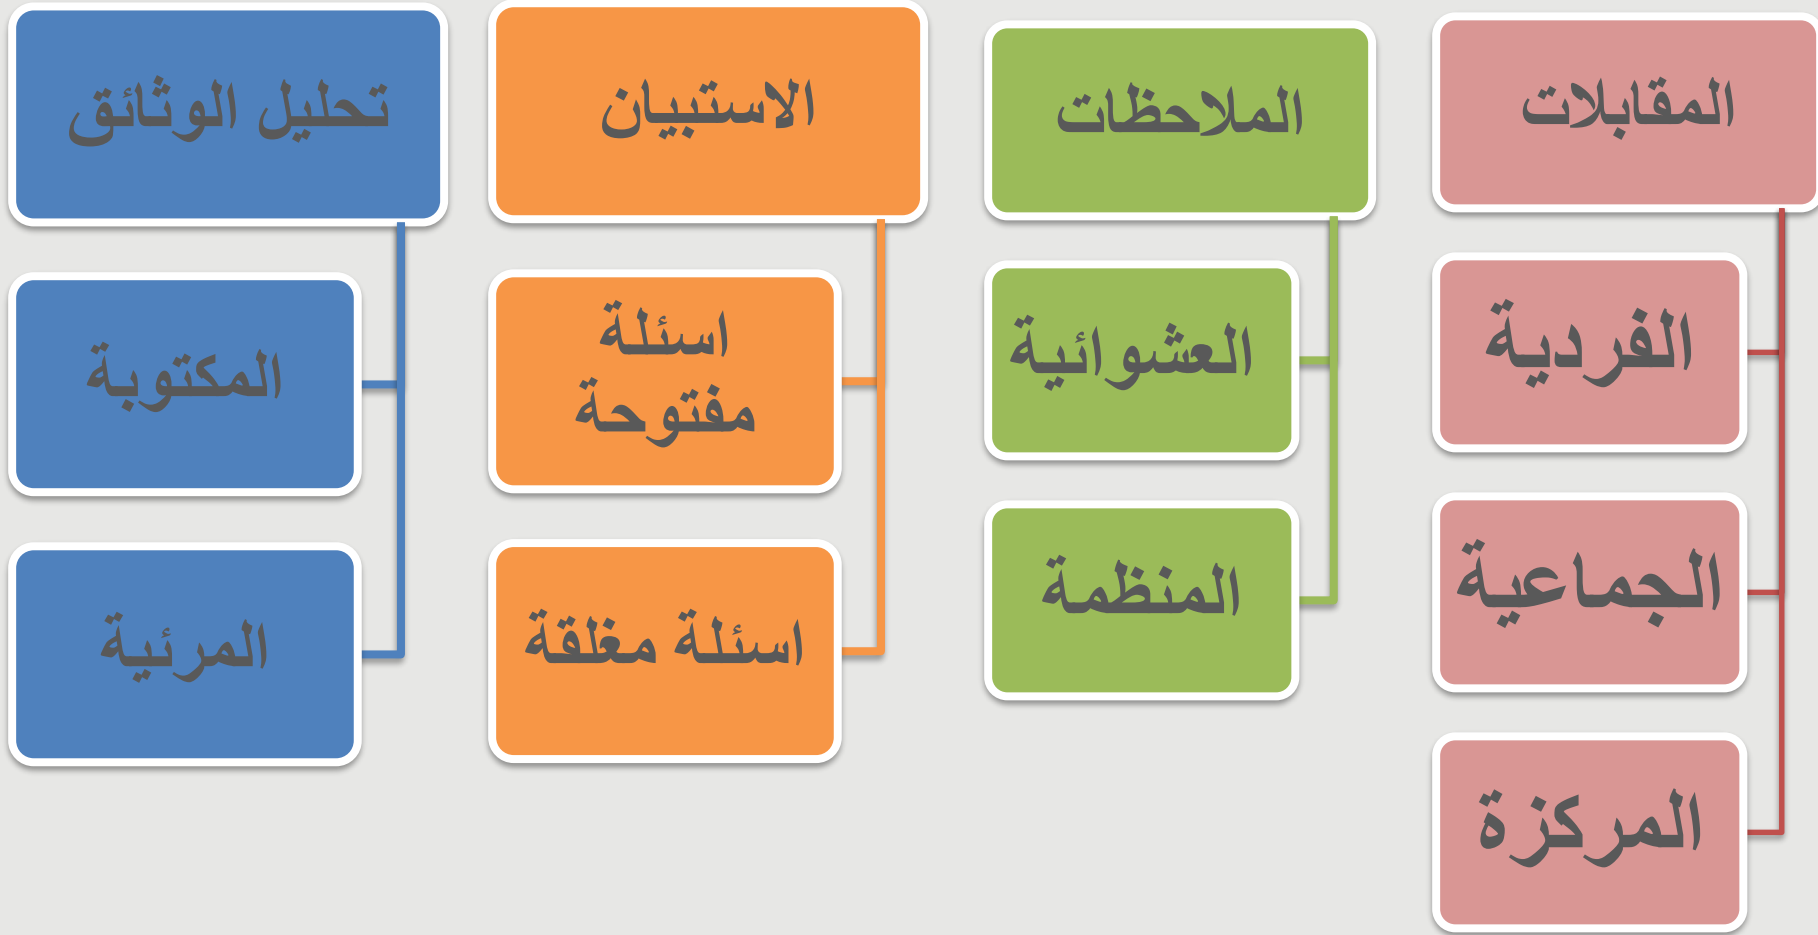 المقابلات
الفردية
الجماعية
المركزة
الملاحظات
العشوائية
المنظمة
الاستبيان
اسئلة
مفتوحة
اسئلة مغلقة
تحليل الوثائق
المكتوبة
المرئية